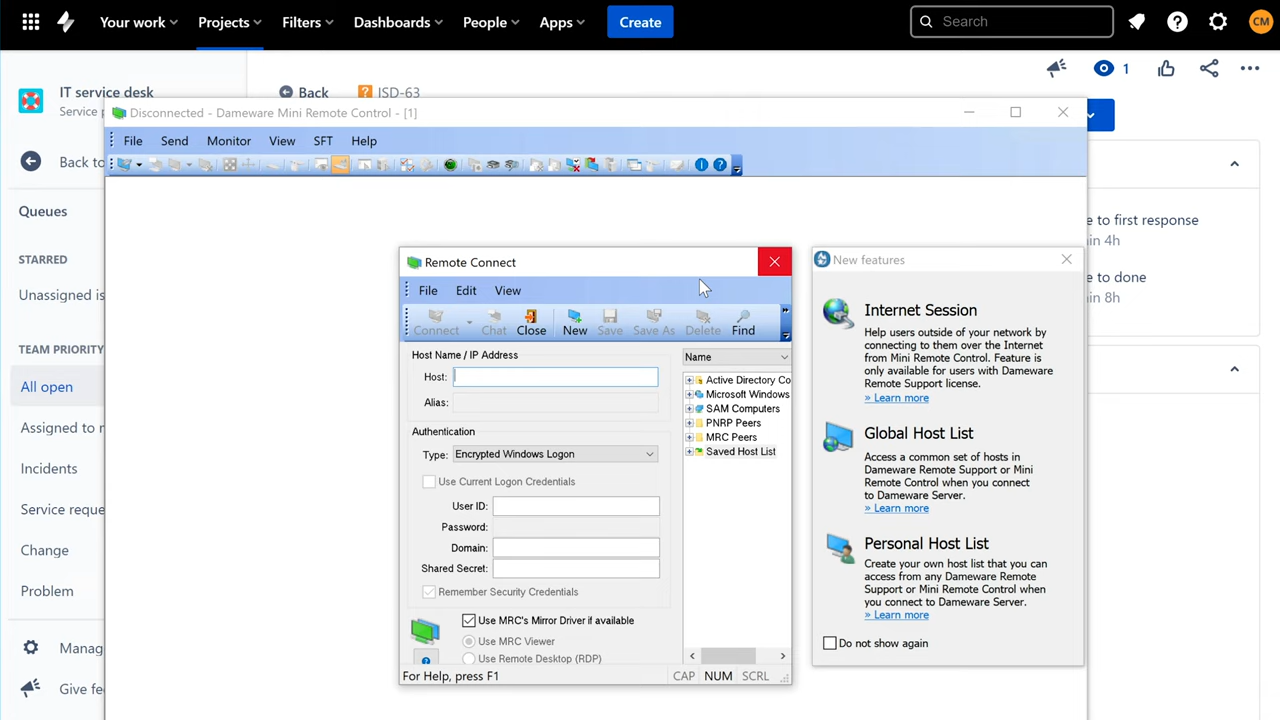 Your work
Projects
Filters
Dashboards
People
Apps
Create
Search
CM
IT service desk
Service p
Back
ISD-63
1
Back to
Queues
STARRED
Unassigned is
TEAM PRIORITY
All open
Assigned to m
Incidents
Service reque
Change
Problem
Manag
Give fee
Disconnected - Dameware Mini Remote Control - [1]
File
Send
Monitor
View
SFT
Help
Remote Connect
File
Edit
View
Connect
Chat
Close
New
Save
Save As
Delete
Find
Host Name / IP Address
Host:
Alias:
Authentication
Type:
Encrypted Windows Logon
Use Current Logon Credentials
User ID:
Password:
Domain:
Shared Secret:
Remember Security Credentials
Use MRC's Mirror Driver if available
Use MRC Viewer
Use Remote Desktop (RDP)
For Help, press F1
CAP
NUM
SCRL
Name
Active Directory Co
Microsoft Windows
SAM Computers
PNRP Peers
MRC Peers
Saved Host List
New features
Internet Session
Help users outside of your network by
connecting to them over the Internet
from Mini Remote Control. Feature is
only available for users with Dameware
Remote Support license.
» Learn more
Global Host List
Access a common set of hosts in
Dameware Remote Support or Mini
Remote Control when you connect
to Dameware Server.
» Learn more
Personal Host List
Create your own host list that you can
access from any Dameware Remote
Support or Mini Remote Control when
you connect to Dameware Server.
» Learn more
Do not show again
e to first response
in 4h
e to done
in 8h